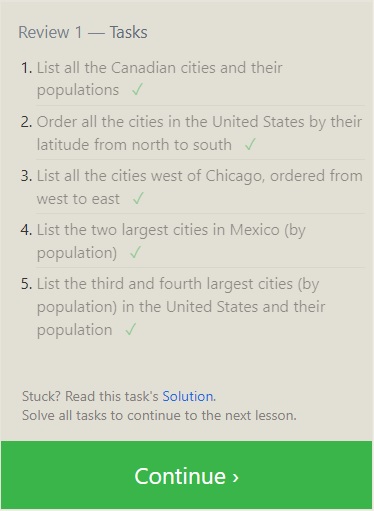 Review 1 — Tasks
1. List all the Canadian cities and their
populations ✓
2. Order all the cities in the United States by their
latitude from north to south ✓
3. List all the cities west of Chicago, ordered from
west to east ✓
4. List the two largest cities in Mexico (by
population) ✓
5. List the third and fourth largest cities (by
population) in the United States and their
population ✓
Stuck? Read this task's Solution.
Solve all tasks to continue to the next lesson.
Continue ›